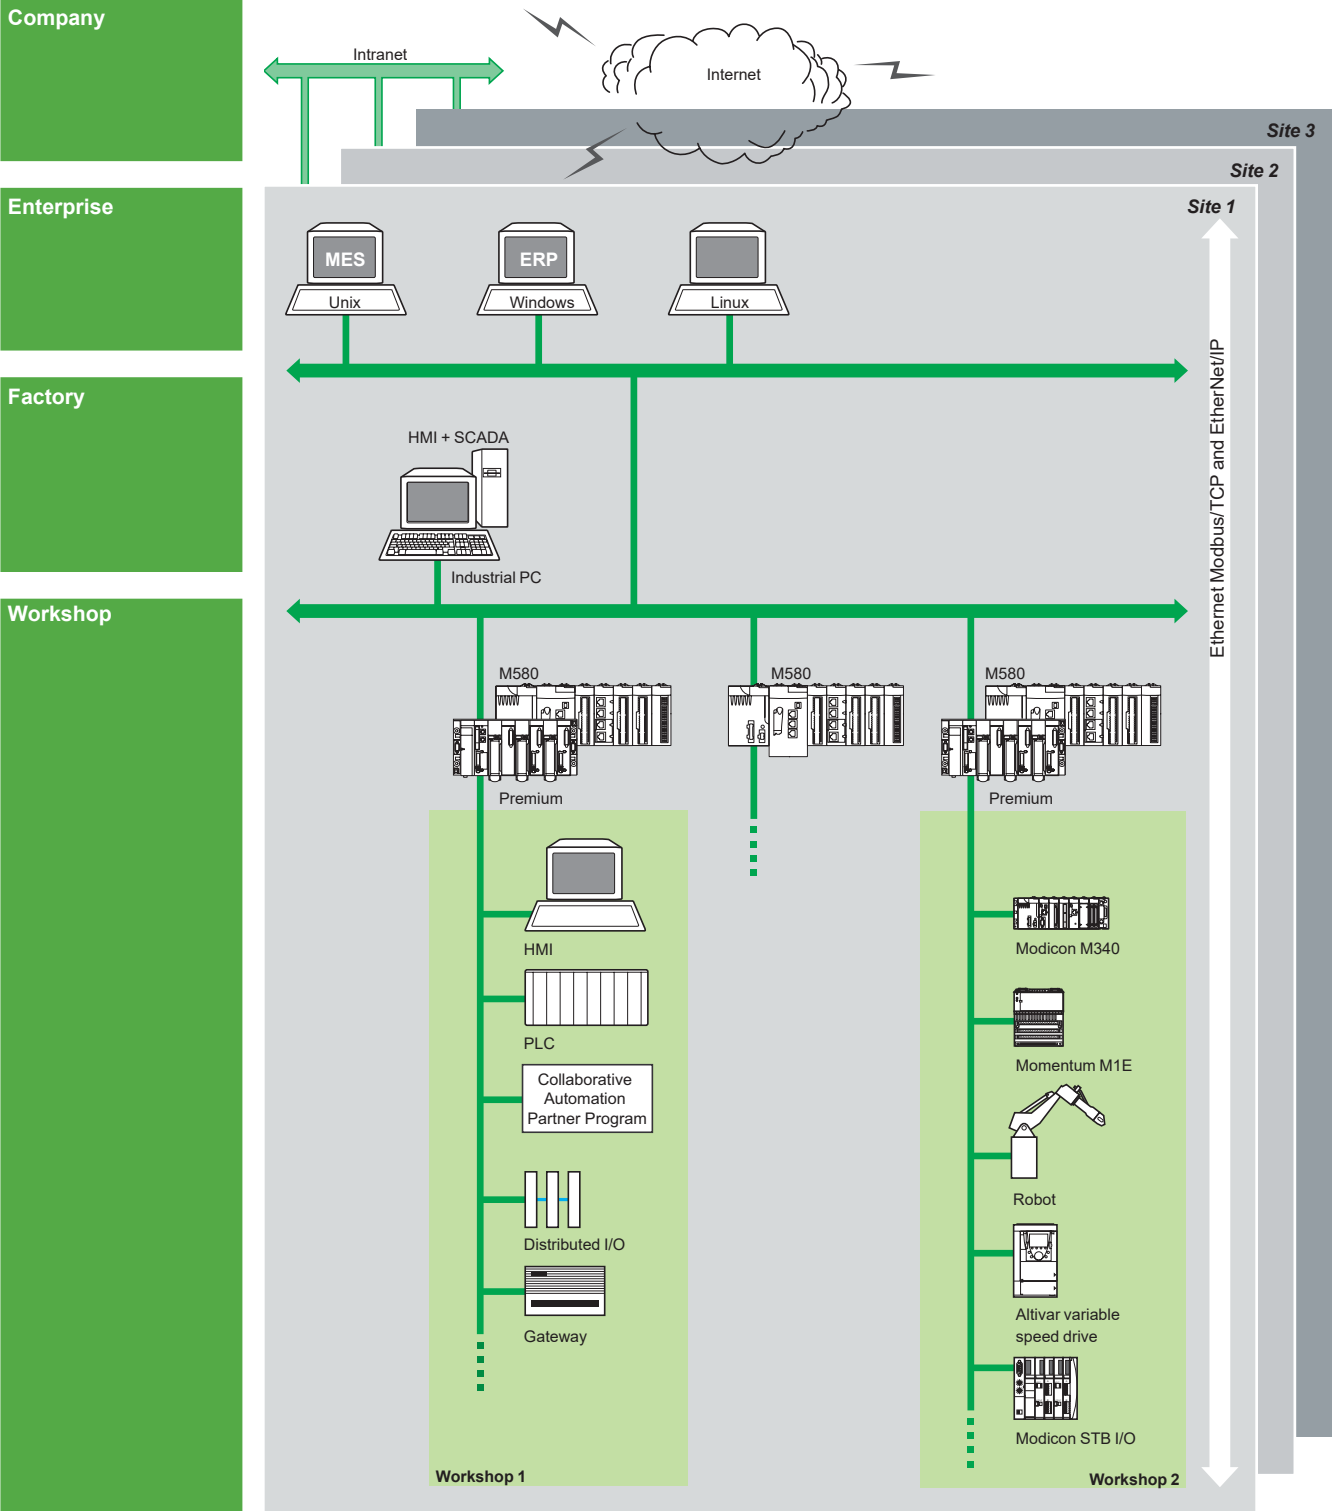 Company
Intranet
Internet
Site 3
Site 2
Enterprise
Site 1
MES
ERP
Unix
Windows
Linux
Ethernet Modbus/TCP and EtherNet/IP
Factory
HMI + SCADA
Industrial PC
Workshop
M580
M580
M580
Premium
Premium
HMI
PLC
Collaborative
Automation
Partner Program
Distributed I/O
Gateway
Workshop 1
Modicon M340
Momentum M1E
Robot
Altivar variable
speed drive
Modicon STB I/O
Workshop 2